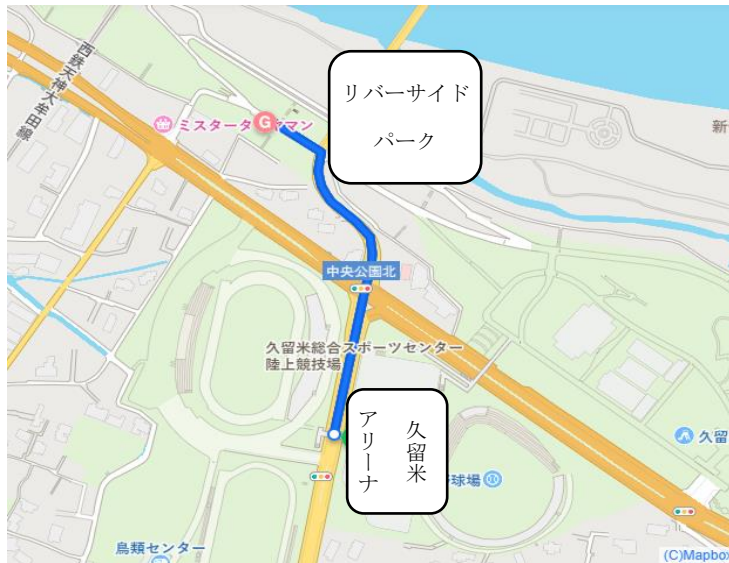 西鉄天神大牟田線
リバーサイド
パーク
G
ミスター
マン
新
中央公園北
久留米総合スポーツセンター
陸上競技場
久留米
アリーナ
球場
久留
鳥類センター
(C)Mapbox